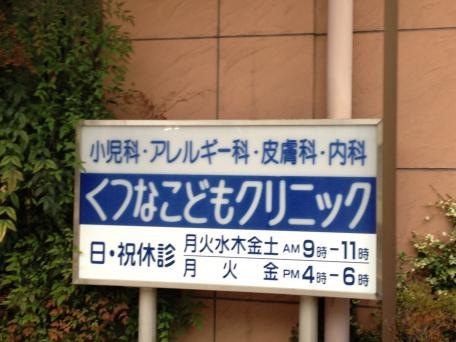 小児科・アレルギー科・皮膚科・内科
くつなこどもクリニック
日・祝休診 月火水木金土 AM 9時-11時
月 火 金 PM 4時-6時